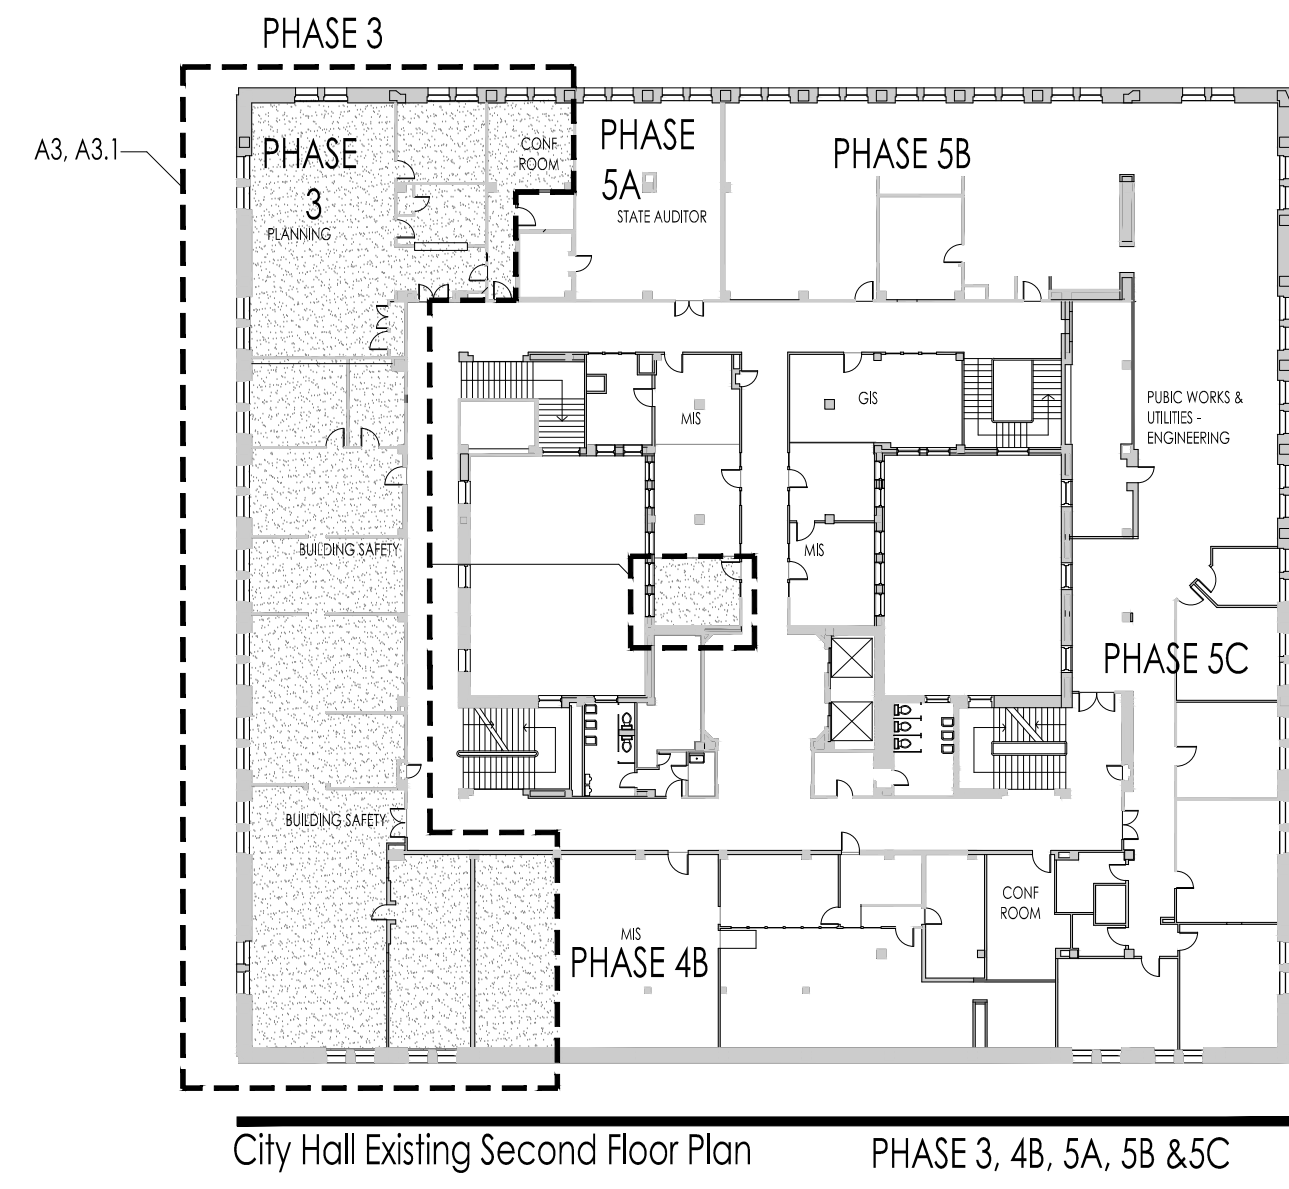 PHASE 3
A3, A3.1
PHASE
3
PLANNING
CONF
ROOM
PHASE
5A
STATE AUDITOR
PHASE 5B
MIS
GIS
PUBIC WORKS &
UTILITIES -
ENGINEERING
BUILDING SAFETY
MIS
PHASE 5C
BUILDING SAFETY
CONF
ROOM
MIS
PHASE 4B
City Hall Existing Second Floor Plan
PHASE 3, 4B, 5A, 5B &5C